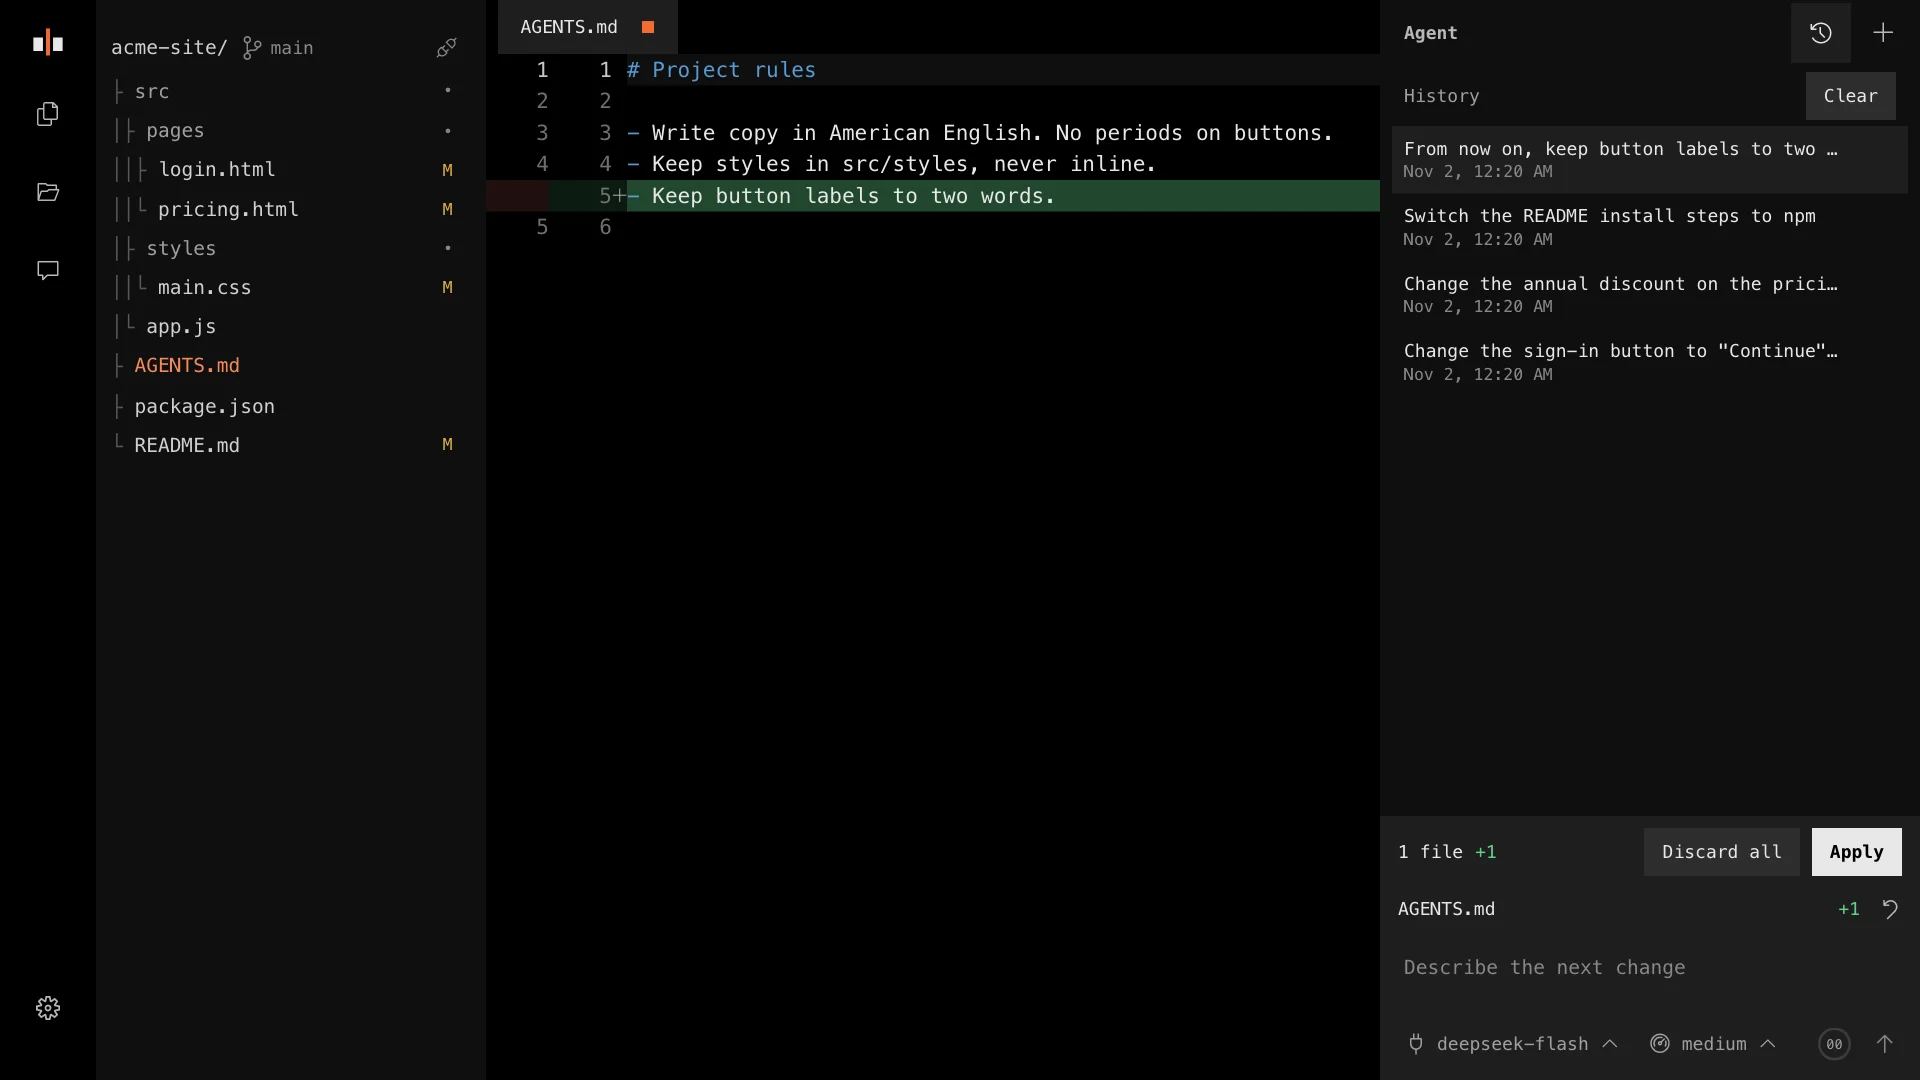 acme-site/ main
src
pages
login.html M
pricing.html M
styles
main.css M
app.js
AGENTS.md
package.json
README.md M
AGENTS.md
1 1 # Project rules
2 2
3 3 - Write copy in American English. No periods on buttons.
4 4 - Keep styles in src/styles, never inline.
5+- Keep button labels to two words.
5 6
Agent
History Clear
From now on, keep button labels to two …
Nov 2, 12:20 AM
Switch the README install steps to npm
Nov 2, 12:20 AM
Change the annual discount on the prici…
Nov 2, 12:20 AM
Change the sign-in button to "Continue"…
Nov 2, 12:20 AM
1 file +1 Discard all Apply
AGENTS.md +1
Describe the next change
deepseek-flash medium 00